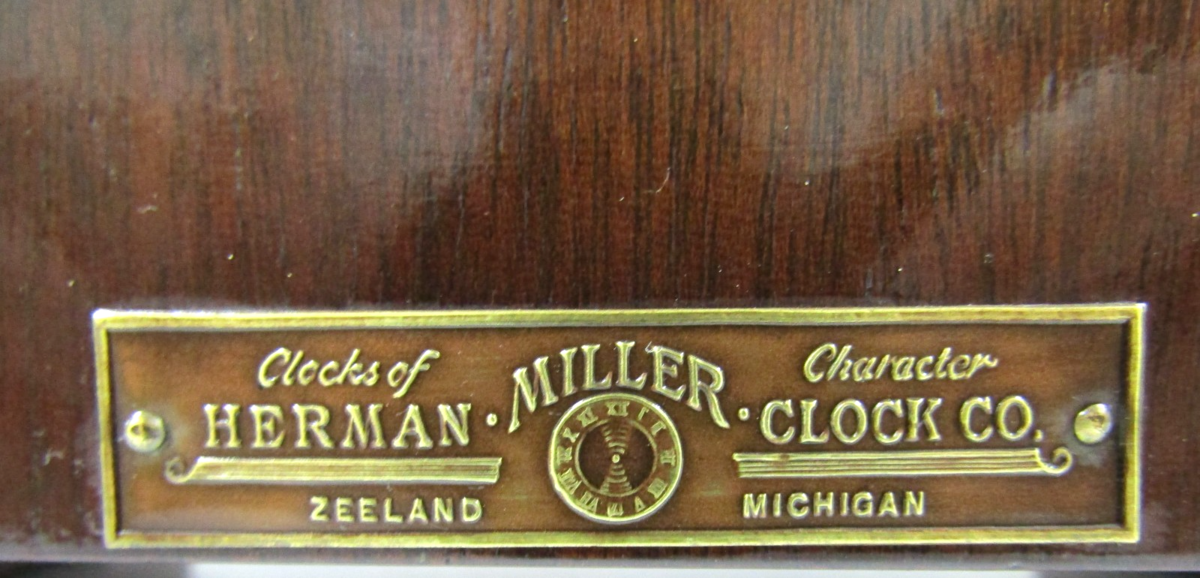 Clocks of Character
HERMAN · MILLER · CLOCK CO.
ZEELAND MICHIGAN